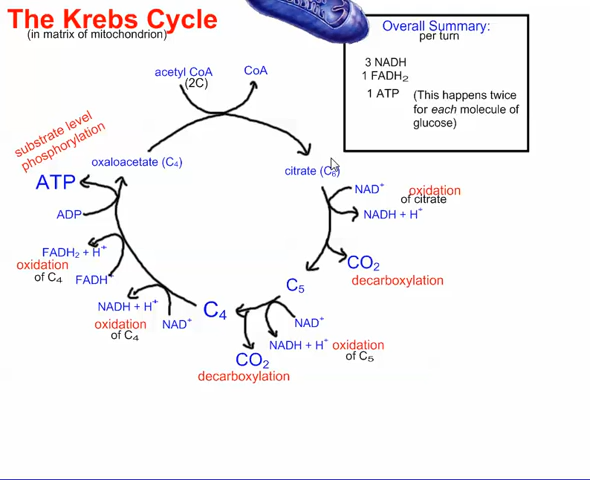 The Krebs Cycle
(in matrix of mitochondrion)
Overall Summary:
per turn
3 NADH
1 FADH₂
1 ATP
(This happens twice
for each molecule of
glucose)
acetyl CoA
(2C)
CoA
substrate level
phosphorylation
oxaloacetate (C₄)
citrate (C₆)
ATP
ADP
NAD⁺
oxidation
of citrate
NADH + H⁺
FADH₂ + H⁺
oxidation
of C₄
FADH
CO₂
decarboxylation
C₅
NADH + H⁺
C₄
oxidation
of C₄
NAD⁺
NAD⁺
NADH + H⁺
oxidation
of C₅
CO₂
decarboxylation